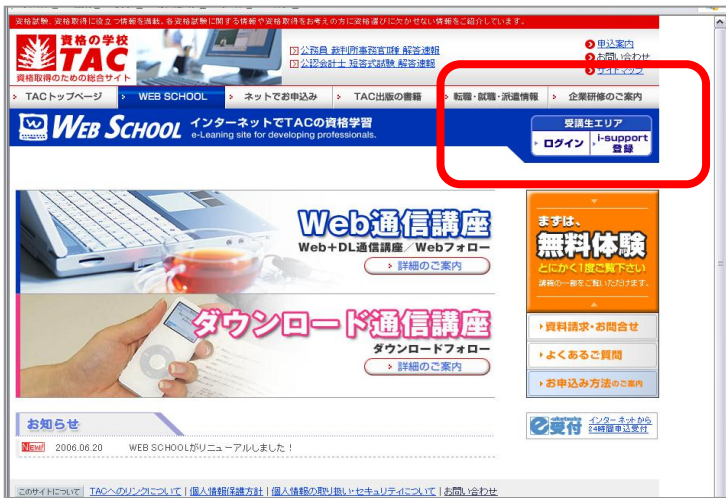 資格試験、資格取得に役立つ情報を満載。各資格試験に関する情報や資格取得をお考えの方に資格選びに欠かせない情報をご紹介しています。
資格の学校
TAC
資格取得のための総合サイト
公務員 裁判所事務官Ⅱ種 解答速報
公認会計士 短答式試験 解答速報
申込案内
お問い合わせ
サイトマップ
TACトップページ
WEB SCHOOL
ネットでお申込み
TAC出版の書籍
転職・就職・派遣情報
企業研修のご案内
WEB SCHOOL
インターネットでTACの資格学習
e-Leaning site for developing professionals.
受講生エリア
ログイン
i-support
登録
Web通信講座
Web+DL通信講座／Webフォロー
詳細のご案内
ダウンロード通信講座
ダウンロードフォロー
詳細のご案内
まずは、
無料体験
とにかく1度ご覧下さい
講義の一部をご覧いただけます。
資料請求・お問合せ
よくあるご質問
お申込み方法のご案内
e受付
インターネットから
24時間申込受付
お知らせ
NEW! 2006.06.20 WEB SCHOOLがリニューアルしました！
このサイトについて TACへのリンクについて | 個人情報保護方針 | 個人情報の取り扱い・セキュリティについて | お問い合わせ